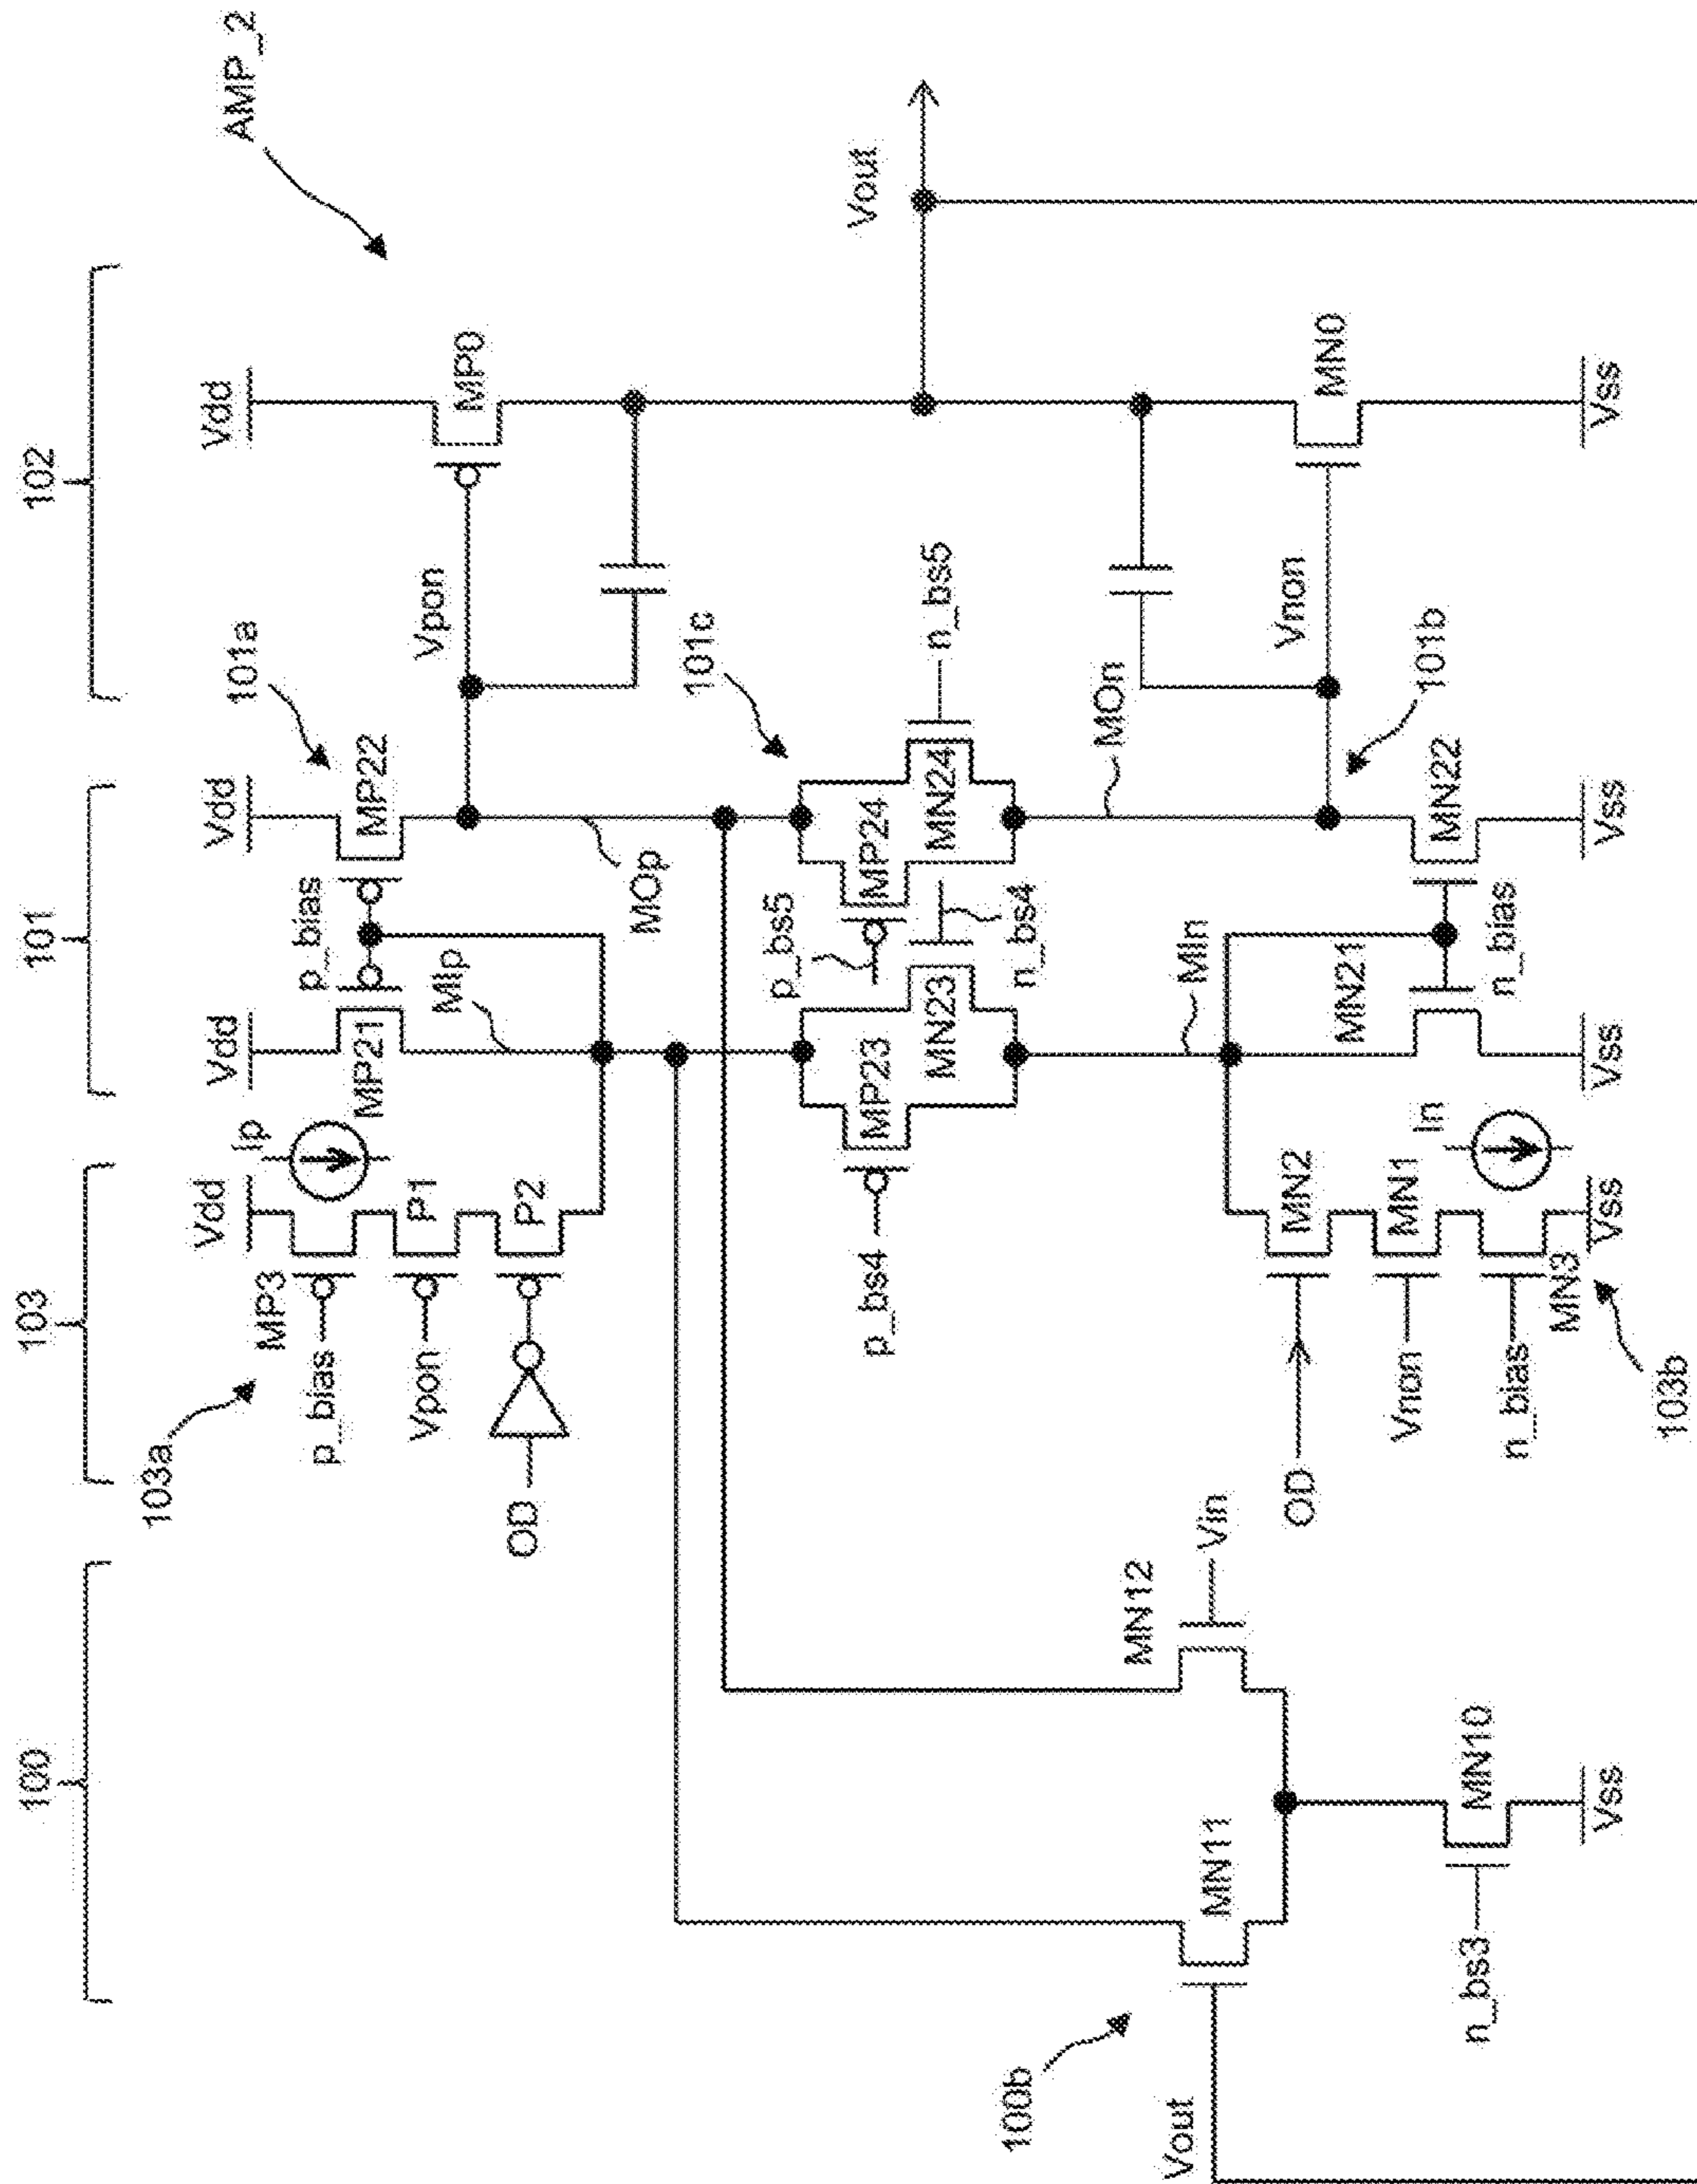 AMP_2
100
103
101
102
103a
101a
Vdd
Vdd
Vdd
Vdd
Ip
MP3
MP21
MP22
MP0
p_bias
p_bias
P1
Vpon
Vpon
P2
OD
MIp
MOp
101c
p_bs4
MP23
MN23
p_bs5
MP24
MN24
n_bs5
n_bs4
Vout
100b
Vout
MN11
MN12
Vin
n_bs3
MN10
Vss
OD
MN2
Vnon
MN1
n_bias
MN3
In
103b
Vss
MIn
MN21
n_bias
Vss
MOn
MN22
101b
Vss
Vnon
MN0
Vss